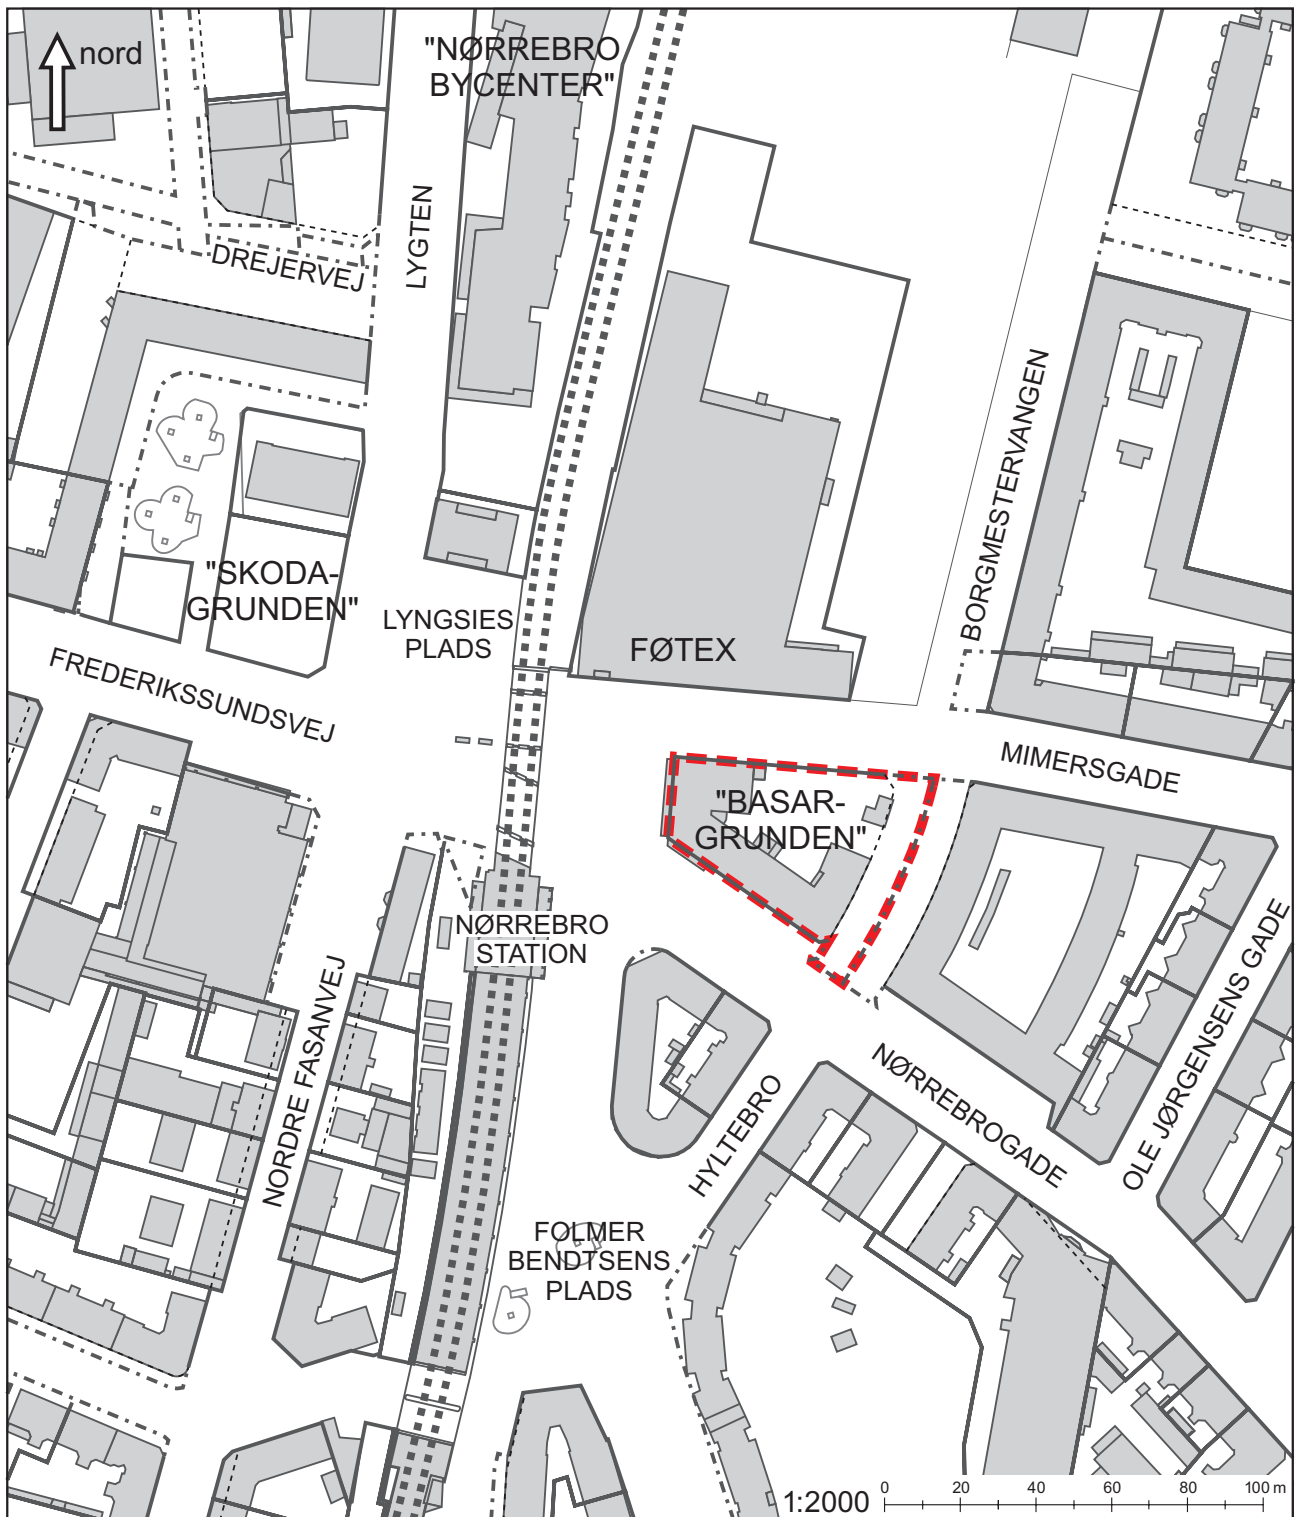 nord
"NØRREBRO
BYCENTER"
LYGTEN
DREJERVEJ
BORGMESTERVANGEN
"SKODA-
GRUNDEN"
LYNGSIES
PLADS
FØTEX
FREDERIKSSUNDSVEJ
MIMERSGADE
"BASAR-
GRUNDEN"
NØRREBRO
STATION
NORDRE FASANVEJ
OLE JØRGENSENS GADE
NØRREBROGADE
HYLTEBRO
FOLMER
BENDTSENS
PLADS
1:2000
0 20 40 60 80 100 m